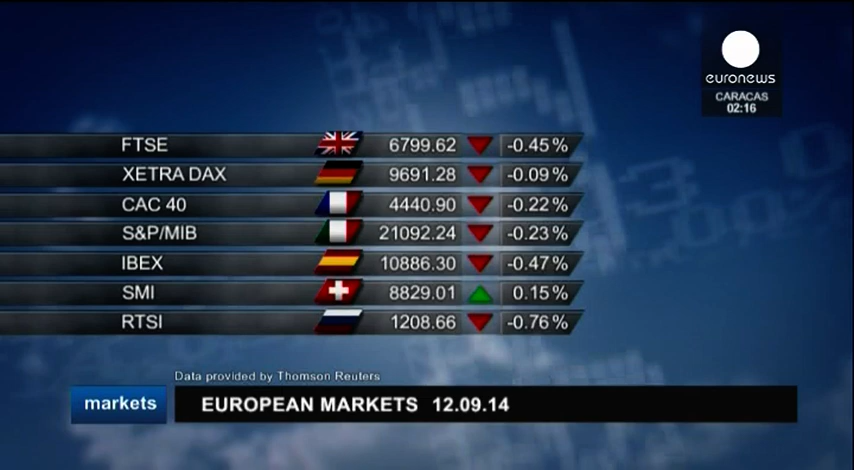 euronews
CARACAS
02:16
FTSE 6799.62 -0.45%
XETRA DAX 9691.28 -0.09%
CAC 40 4440.90 -0.22%
S&P/MIB 21092.24 -0.23%
IBEX 10886.30 -0.47%
SMI 8829.01 0.15%
RTSI 1208.66 -0.76%
Data provided by Thomson Reuters
markets EUROPEAN MARKETS 12.09.14